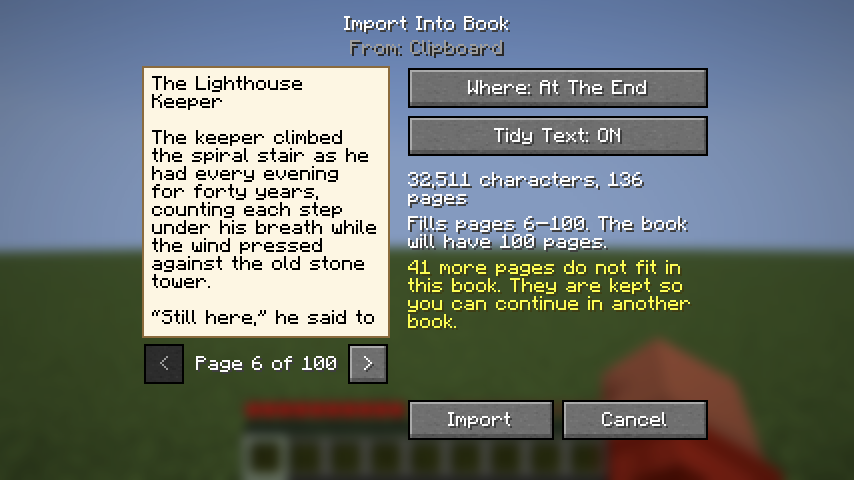 Import Into Book
From: Clipboard
The Lighthouse
Keeper
The keeper climbed
the spiral stair as he
had every evening
for forty years,
counting each step
under his breath while
the wind pressed
against the old stone
tower.
“Still here,” he said to
< Page 6 of 100 >
Where: At The End
Tidy Text: ON
32,511 characters, 136
pages
Fills pages 6–100. The book
will have 100 pages.
41 more pages do not fit in
this book. They are kept so
you can continue in another
book.
Import
Cancel